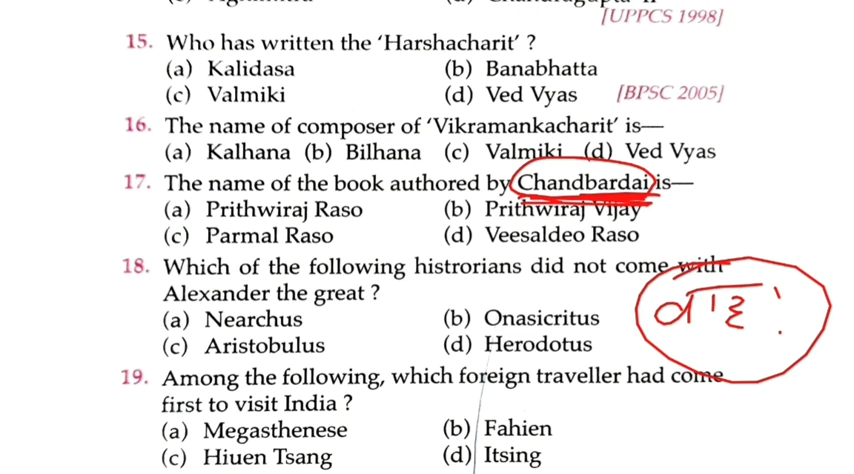 [UPPCS 1998]
15. Who has written the ‘Harshacharit’ ?
(a) Kalidasa (b) Banabhatta
(c) Valmiki (d) Ved Vyas [BPSC 2005]
16. The name of composer of ‘Vikramankacharit’ is—
(a) Kalhana (b) Bilhana (c) Valmiki (d) Ved Vyas
17. The name of the book authored by Chandbardai is—
(a) Prithwiraj Raso (b) Prithwiraj Vijay
(c) Parmal Raso (d) Veesaldeo Raso
18. Which of the following histrorians did not come with
Alexander the great ?
(a) Nearchus (b) Onasicritus
(c) Aristobulus (d) Herodotus
19. Among the following, which foreign traveller had come
first to visit India ?
(a) Megasthenese (b) Fahien
(c) Hiuen Tsang (d) Itsing